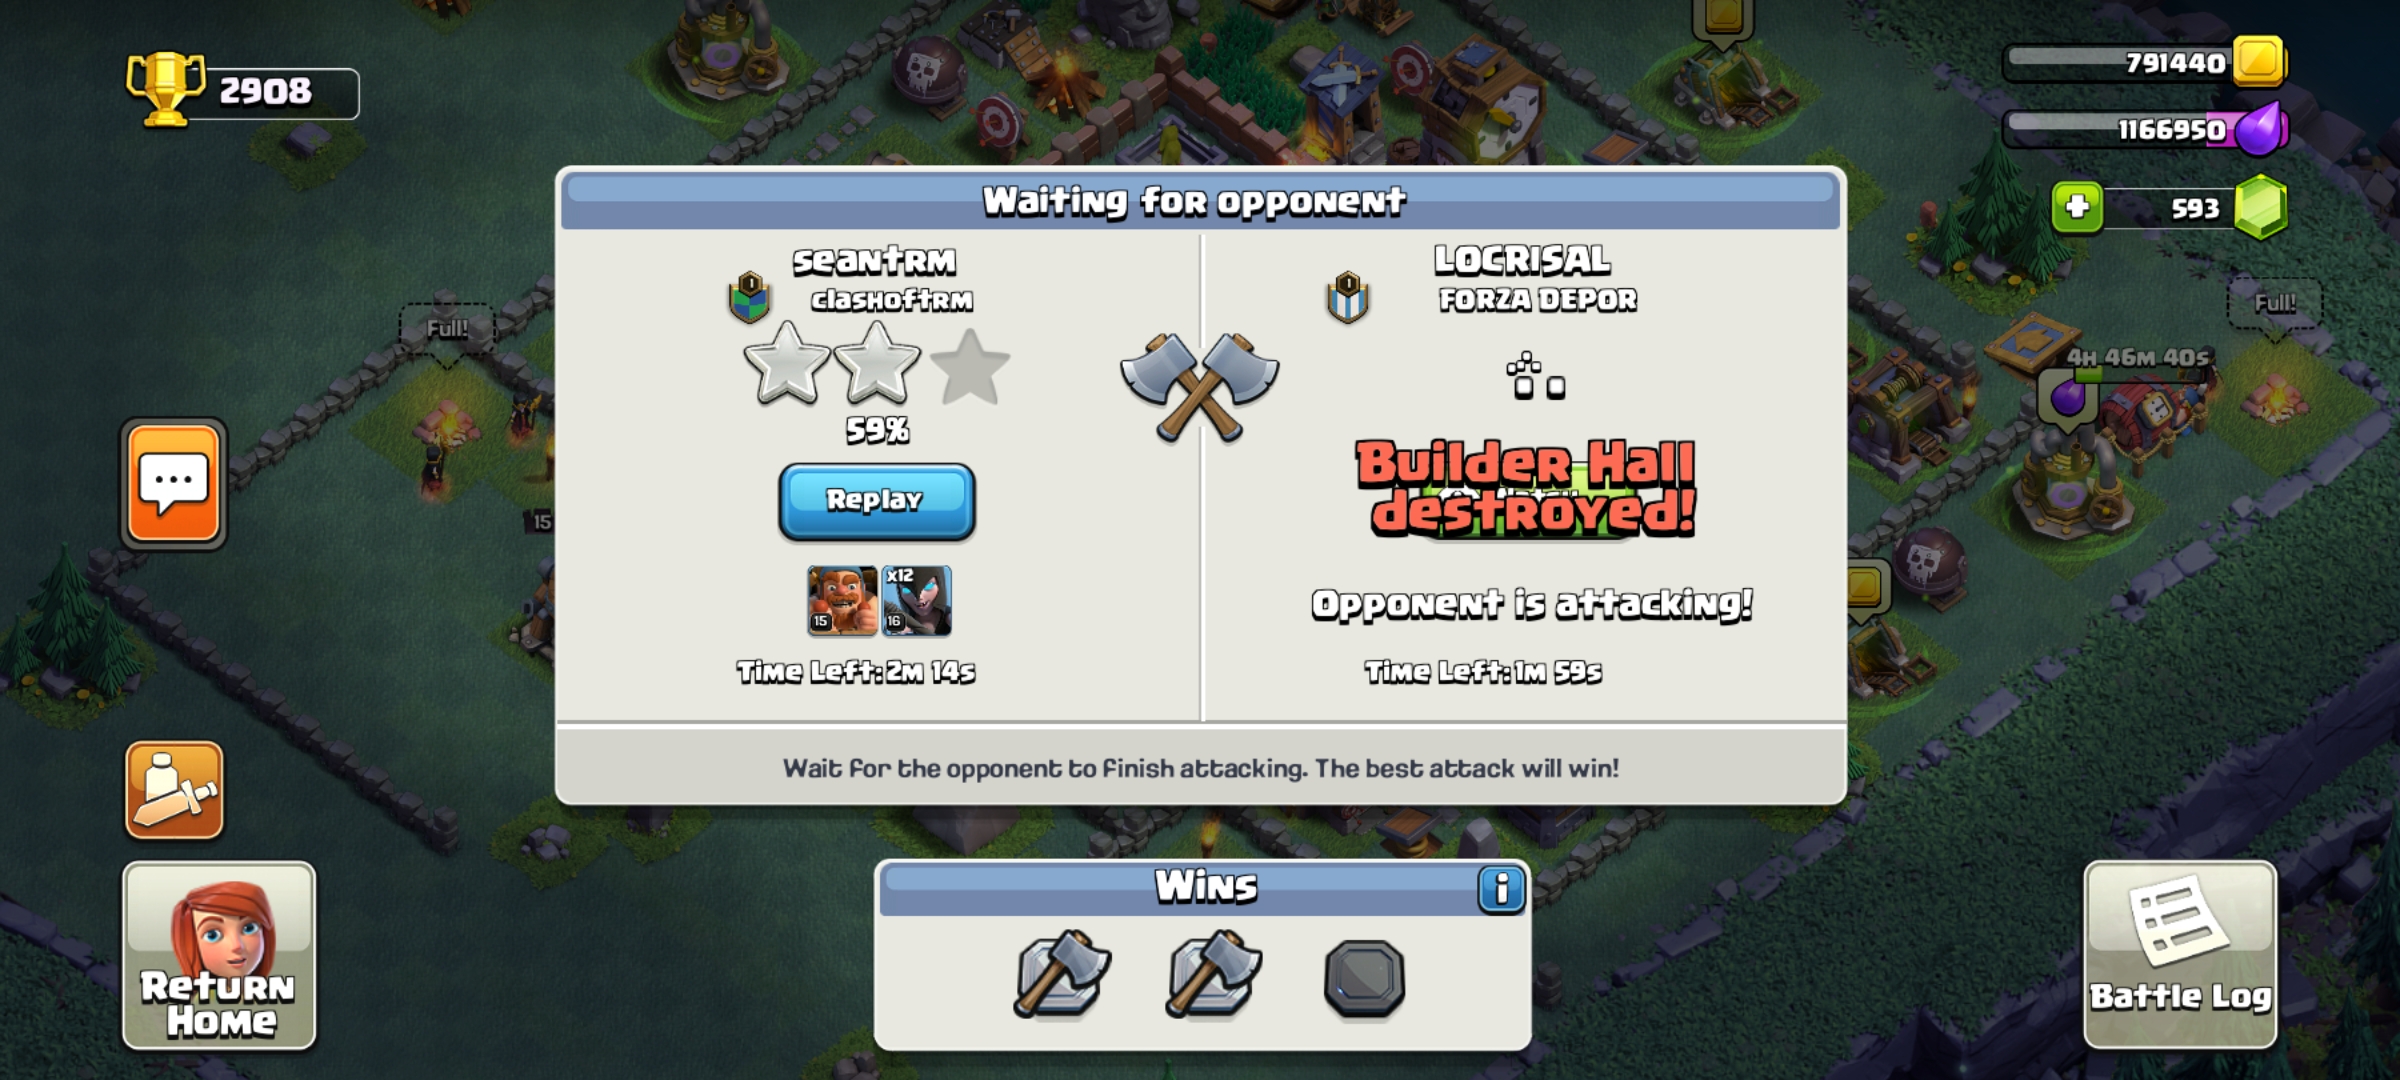 2908
791440
1166950
593
Full!
Full!
4H 46M 40s
15
Waiting for opponent
seantRM
clashoftRM
1
59%
Replay
15
x12
16
Time Left: 2M 14s
LOCRISAL
FORZA DEPOR
1
Builder Hall
destroyed!
Opponent is attacking!
Time Left: 1M 59s
Wait for the opponent to finish attacking. The best attack will win!
Wins
i
Return
Home
Battle Log